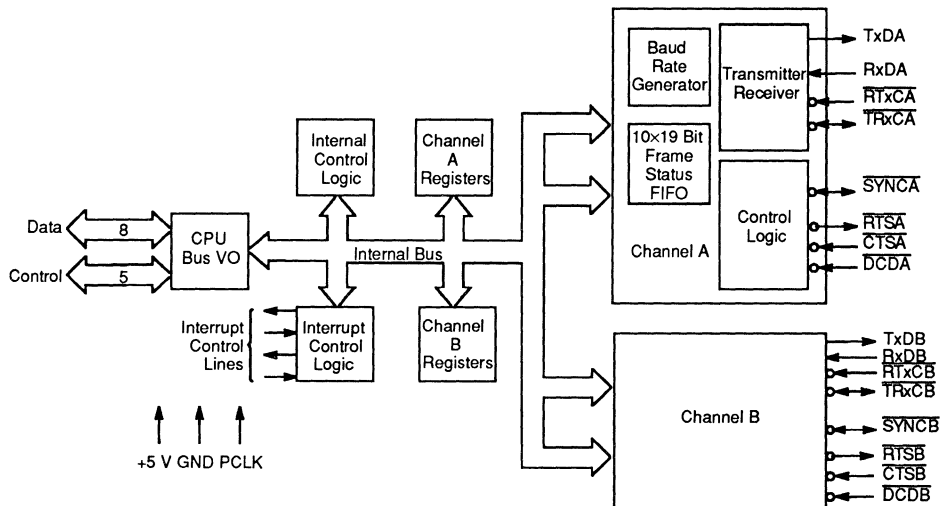 Baud
Rate
Generator
Transmitter
Receiver
TxDA
RxDA
RTxCA
TRxCA
10×19 Bit
Frame
Status
FIFO
Channel A
Control
Logic
SYNCA
RTSA
CTSA
DCDA
Internal
Control
Logic
Channel
A
Registers
Data
8
Control
5
CPU
Bus VO
Internal Bus
Interrupt
Control
Lines
Interrupt
Control
Logic
Channel
B
Registers
+5 V GND PCLK
Channel B
TxDB
RxDB
RTxCB
TRxCB
SYNCB
RTSB
CTSB
DCDB